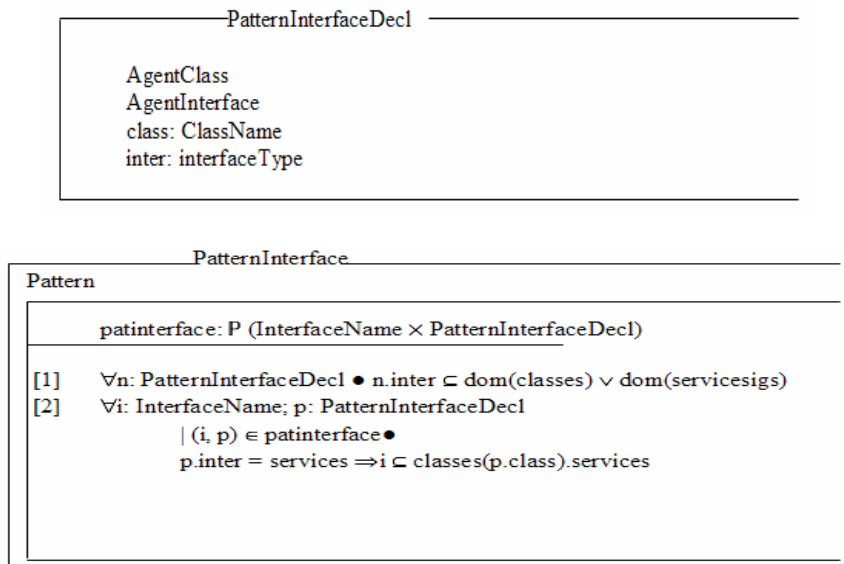 PatternInterfaceDecl
AgentClass
AgentInterface
class: ClassName
inter: interfaceType
PatternInterface
Pattern
patinterface: ℙ (InterfaceName × PatternInterfaceDecl)
[1] ∀n: PatternInterfaceDecl ● n.inter ⊆ dom(classes) ∨ dom(servicesigs)
[2] ∀i: InterfaceName; p: PatternInterfaceDecl
| (i, p) ∈ patinterface●
p.inter = services ⇒i ⊆ classes(p.class).services